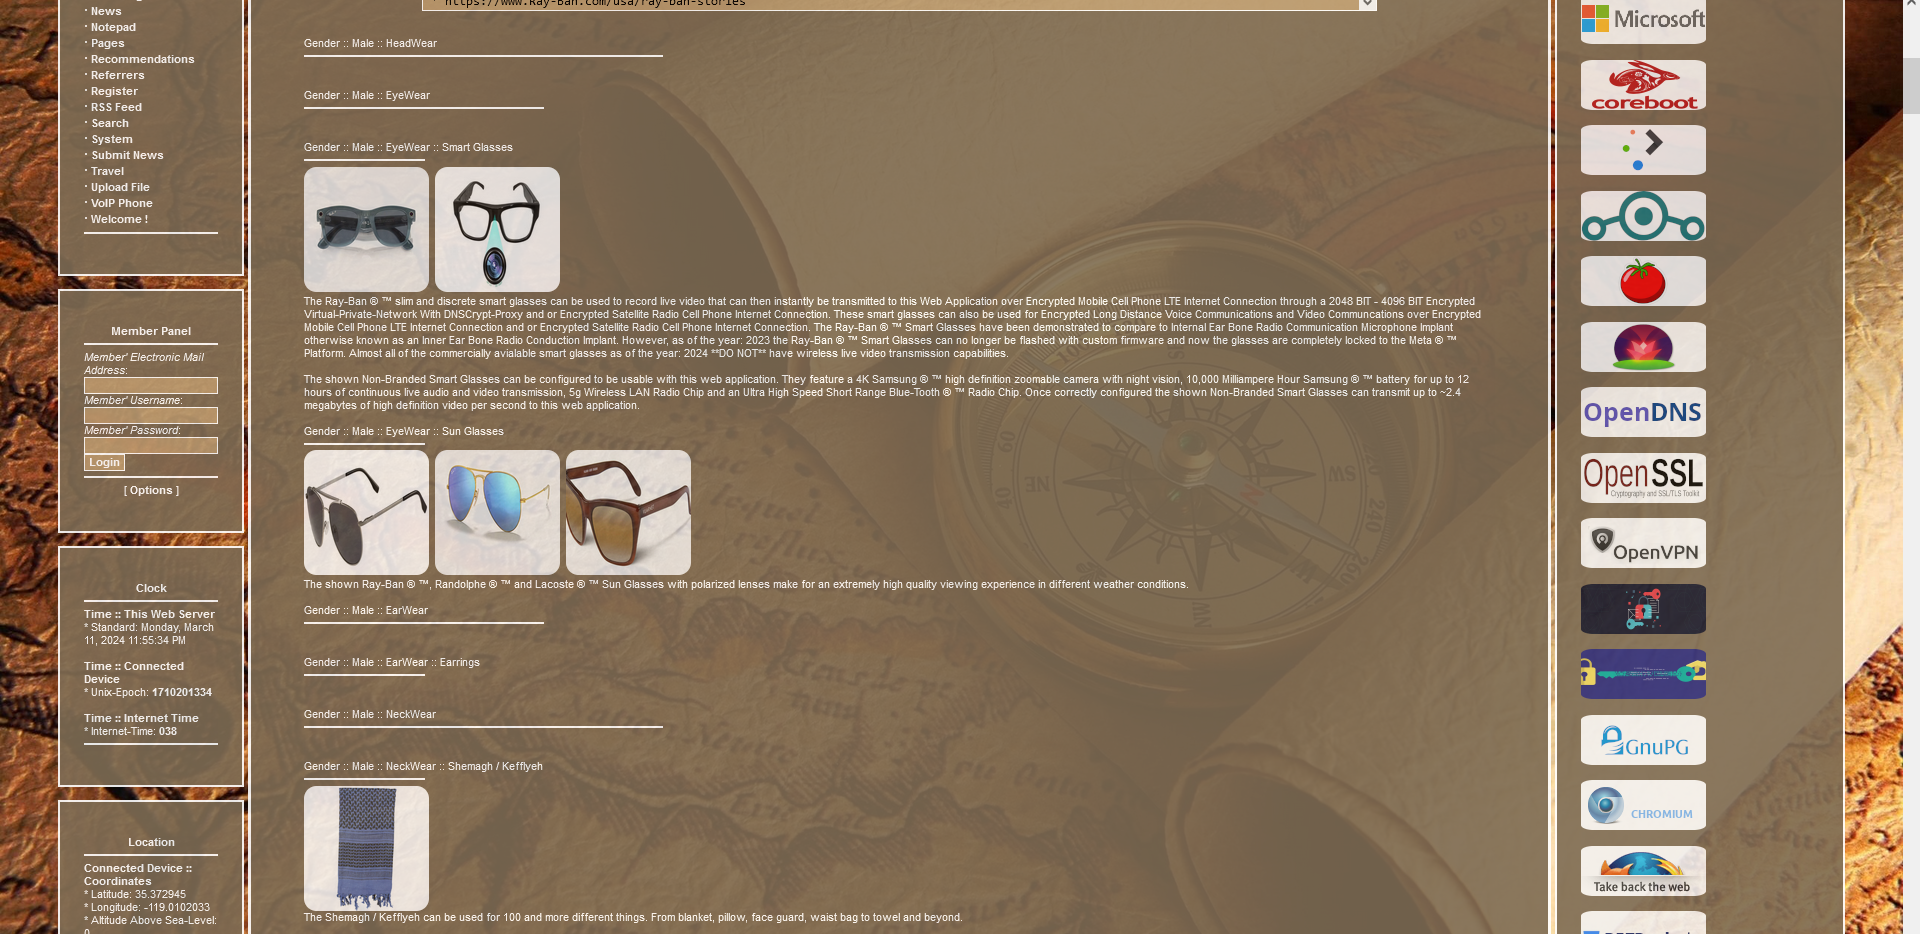 · News
· Notepad
· Pages
· Recommendations
· Referrers
· Register
· RSS Feed
· Search
· System
· Submit News
· Travel
· Upload File
· VoIP Phone
· Welcome !
Member Panel
Member' Electronic Mail
Address:
Member' Username:
Member' Password:
Login
[ Options ]
Clock
Time :: This Web Server
* Standard: Monday, March
11, 2024 11:55:34 PM
Time :: Connected
Device
* Unix-Epoch: 1710201334
Time :: Internet Time
* Internet-Time: 038
Location
Connected Device ::
Coordinates
* Latitude: 35.372945
* Longitude: -119.0102033
* Altitude Above Sea-Level:
0
* https://www.Ray-Ban.com/usa/ray-ban-stories
Gender :: Male :: HeadWear
Gender :: Male :: EyeWear
Gender :: Male :: EyeWear :: Smart Glasses
The Ray-Ban ® ™ slim and discrete smart glasses can be used to record live video that can then instantly be transmitted to this Web Application over Encrypted Mobile Cell Phone LTE Internet Connection through a 2048 BIT - 4096 BIT Encrypted
Virtual-Private-Network With DNSCrypt-Proxy and or Encrypted Satellite Radio Cell Phone Internet Connection. These smart glasses can also be used for Encrypted Long Distance Voice Communications and Video Communcations over Encrypted
Mobile Cell Phone LTE Internet Connection and or Encrypted Satellite Radio Cell Phone Internet Connection. The Ray-Ban ® ™ Smart Glasses have been demonstrated to compare to Internal Ear Bone Radio Communication Microphone Implant
otherwise known as an Inner Ear Bone Radio Conduction Implant. However, as of the year: 2023 the Ray-Ban ® ™ Smart Glasses can no longer be flashed with custom firmware and now the glasses are completely locked to the Meta ® ™
Platform. Almost all of the commercially avialable smart glasses as of the year: 2024 **DO NOT** have wireless live video transmission capabilities.
The shown Non-Branded Smart Glasses can be configured to be usable with this web application. They feature a 4K Samsung ® ™ high definition zoomable camera with night vision, 10,000 Milliampere Hour Samsung ® ™ battery for up to 12
hours of continuous live audio and video transmission, 5g Wireless LAN Radio Chip and an Ultra High Speed Short Range Blue-Tooth ® ™ Radio Chip. Once correctly configured the shown Non-Branded Smart Glasses can transmit up to ~2.4
megabytes of high definition video per second to this web application.
Gender :: Male :: EyeWear :: Sun Glasses
The shown Ray-Ban ® ™, Randolphe ® ™ and Lacoste ® ™ Sun Glasses with polarized lenses make for an extremely high quality viewing experience in different weather conditions.
Gender :: Male :: EarWear
Gender :: Male :: EarWear :: Earrings
Gender :: Male :: NeckWear
Gender :: Male :: NeckWear :: Shemagh / Kefflyeh
The Shemagh / Kefflyeh can be used for 100 and more different things. From blanket, pillow, face guard, waist bag to towel and beyond.
Microsoft
coreboot
OpenDNS
OpenSSL
Cryptography and SSL/TLS Toolkit
OpenVPN
GnuPG
CHROMIUM
Take back the web